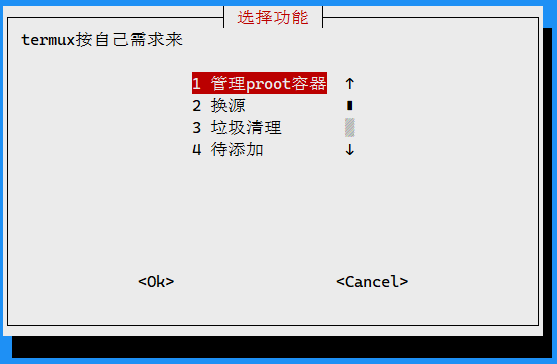 选择功能
termux按自己需求来
1 管理proot容器
2 换源
3 垃圾清理
4 待添加
<Ok> <Cancel>